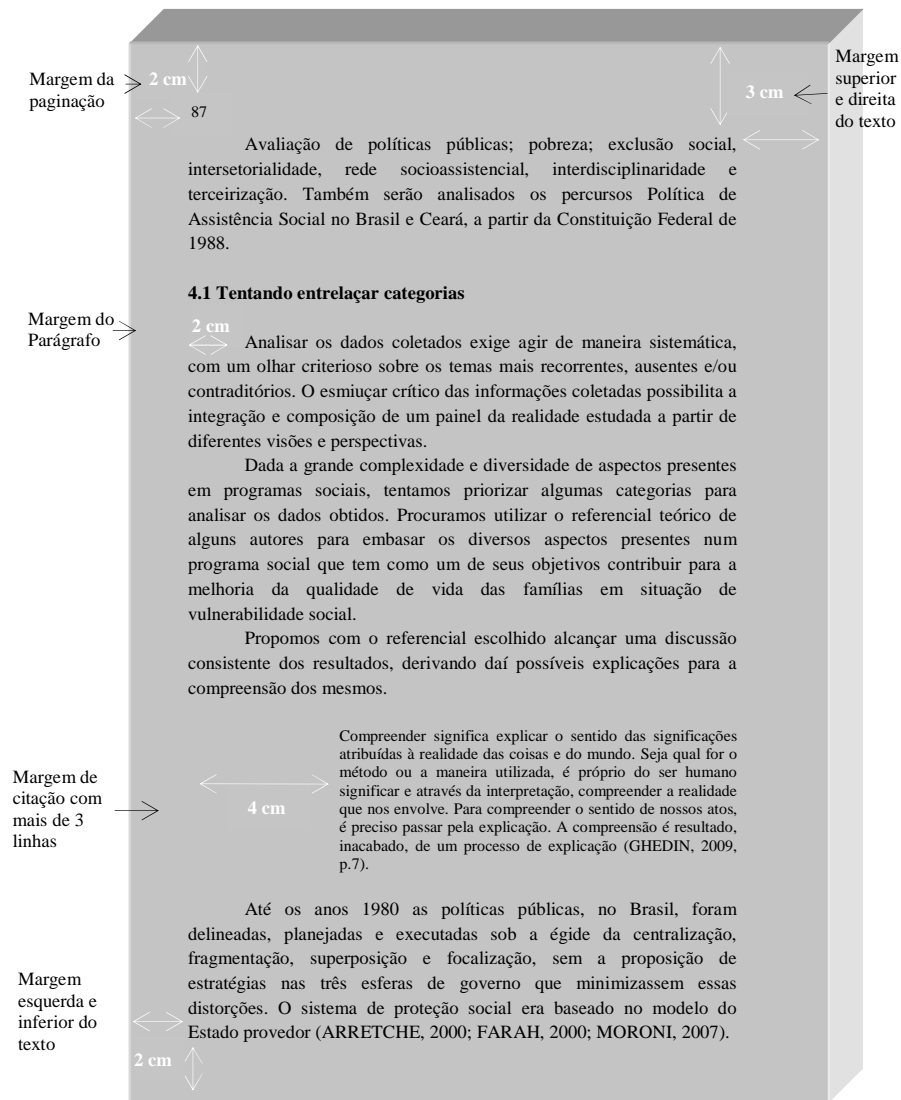 Margem da
paginação
2 cm
87
3 cm
Margem
superior
e direita
do texto
Avaliação de políticas públicas; pobreza; exclusão social,
intersetorialidade, rede socioassistencial, interdisciplinaridade e
terceirização. Também serão analisados os percursos Política de
Assistência Social no Brasil e Ceará, a partir da Constituição Federal de
1988.
4.1 Tentando entrelaçar categorias
Margem do
Parágrafo
2 cm
Analisar os dados coletados exige agir de maneira sistemática,
com um olhar criterioso sobre os temas mais recorrentes, ausentes e/ou
contraditórios. O esmiuçar crítico das informações coletadas possibilita a
integração e composição de um painel da realidade estudada a partir de
diferentes visões e perspectivas.
Dada a grande complexidade e diversidade de aspectos presentes
em programas sociais, tentamos priorizar algumas categorias para
analisar os dados obtidos. Procuramos utilizar o referencial teórico de
alguns autores para embasar os diversos aspectos presentes num
programa social que tem como um de seus objetivos contribuir para a
melhoria da qualidade de vida das famílias em situação de
vulnerabilidade social.
Propomos com o referencial escolhido alcançar uma discussão
consistente dos resultados, derivando daí possíveis explicações para a
compreensão dos mesmos.
Margem de
citação com
mais de 3
linhas
4 cm
Compreender significa explicar o sentido das significações
atribuídas à realidade das coisas e do mundo. Seja qual for o
método ou a maneira utilizada, é próprio do ser humano
significar e através da interpretação, compreender a realidade
que nos envolve. Para compreender o sentido de nossos atos,
é preciso passar pela explicação. A compreensão é resultado,
inacabado, de um processo de explicação (GHEDIN, 2009,
p.7).
Até os anos 1980 as políticas públicas, no Brasil, foram
delineadas, planejadas e executadas sob a égide da centralização,
fragmentação, superposição e focalização, sem a proposição de
estratégias nas três esferas de governo que minimizassem essas
distorções. O sistema de proteção social era baseado no modelo do
Estado provedor (ARRETCHE, 2000; FARAH, 2000; MORONI, 2007).
Margem
esquerda e
inferior do
texto
2 cm